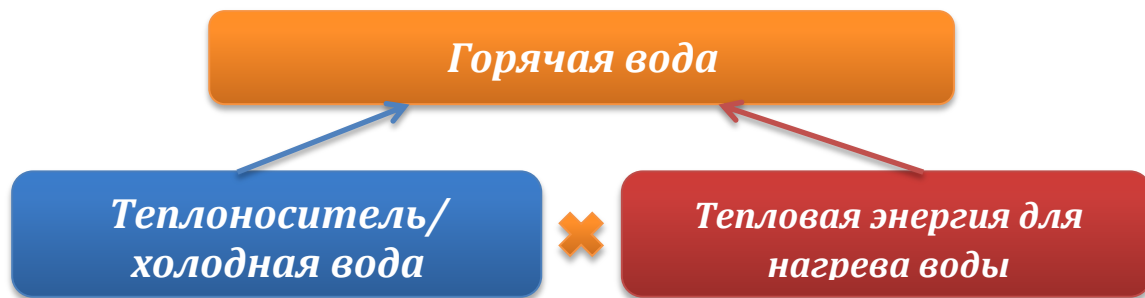 Горячая вода
Теплоноситель/
холодная вода
Тепловая энергия для
нагрева воды